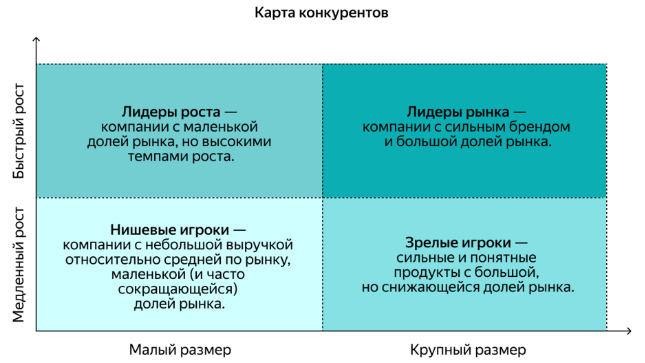 Карта конкурентов
Быстрый рост
Лидеры роста —
компании с маленькой
долей рынка, но высокими
темпами роста.
Лидеры рынка —
компании с сильным брендом
и большой долей рынка.
Медленный рост
Нишевые игроки —
компании с небольшой выручкой
относительно средней по рынку,
маленькой (и часто
сокращающейся)
долей рынка.
Зрелые игроки —
сильные и понятные
продукты с большой,
но снижающейся долей рынка.
Малый размер
Крупный размер